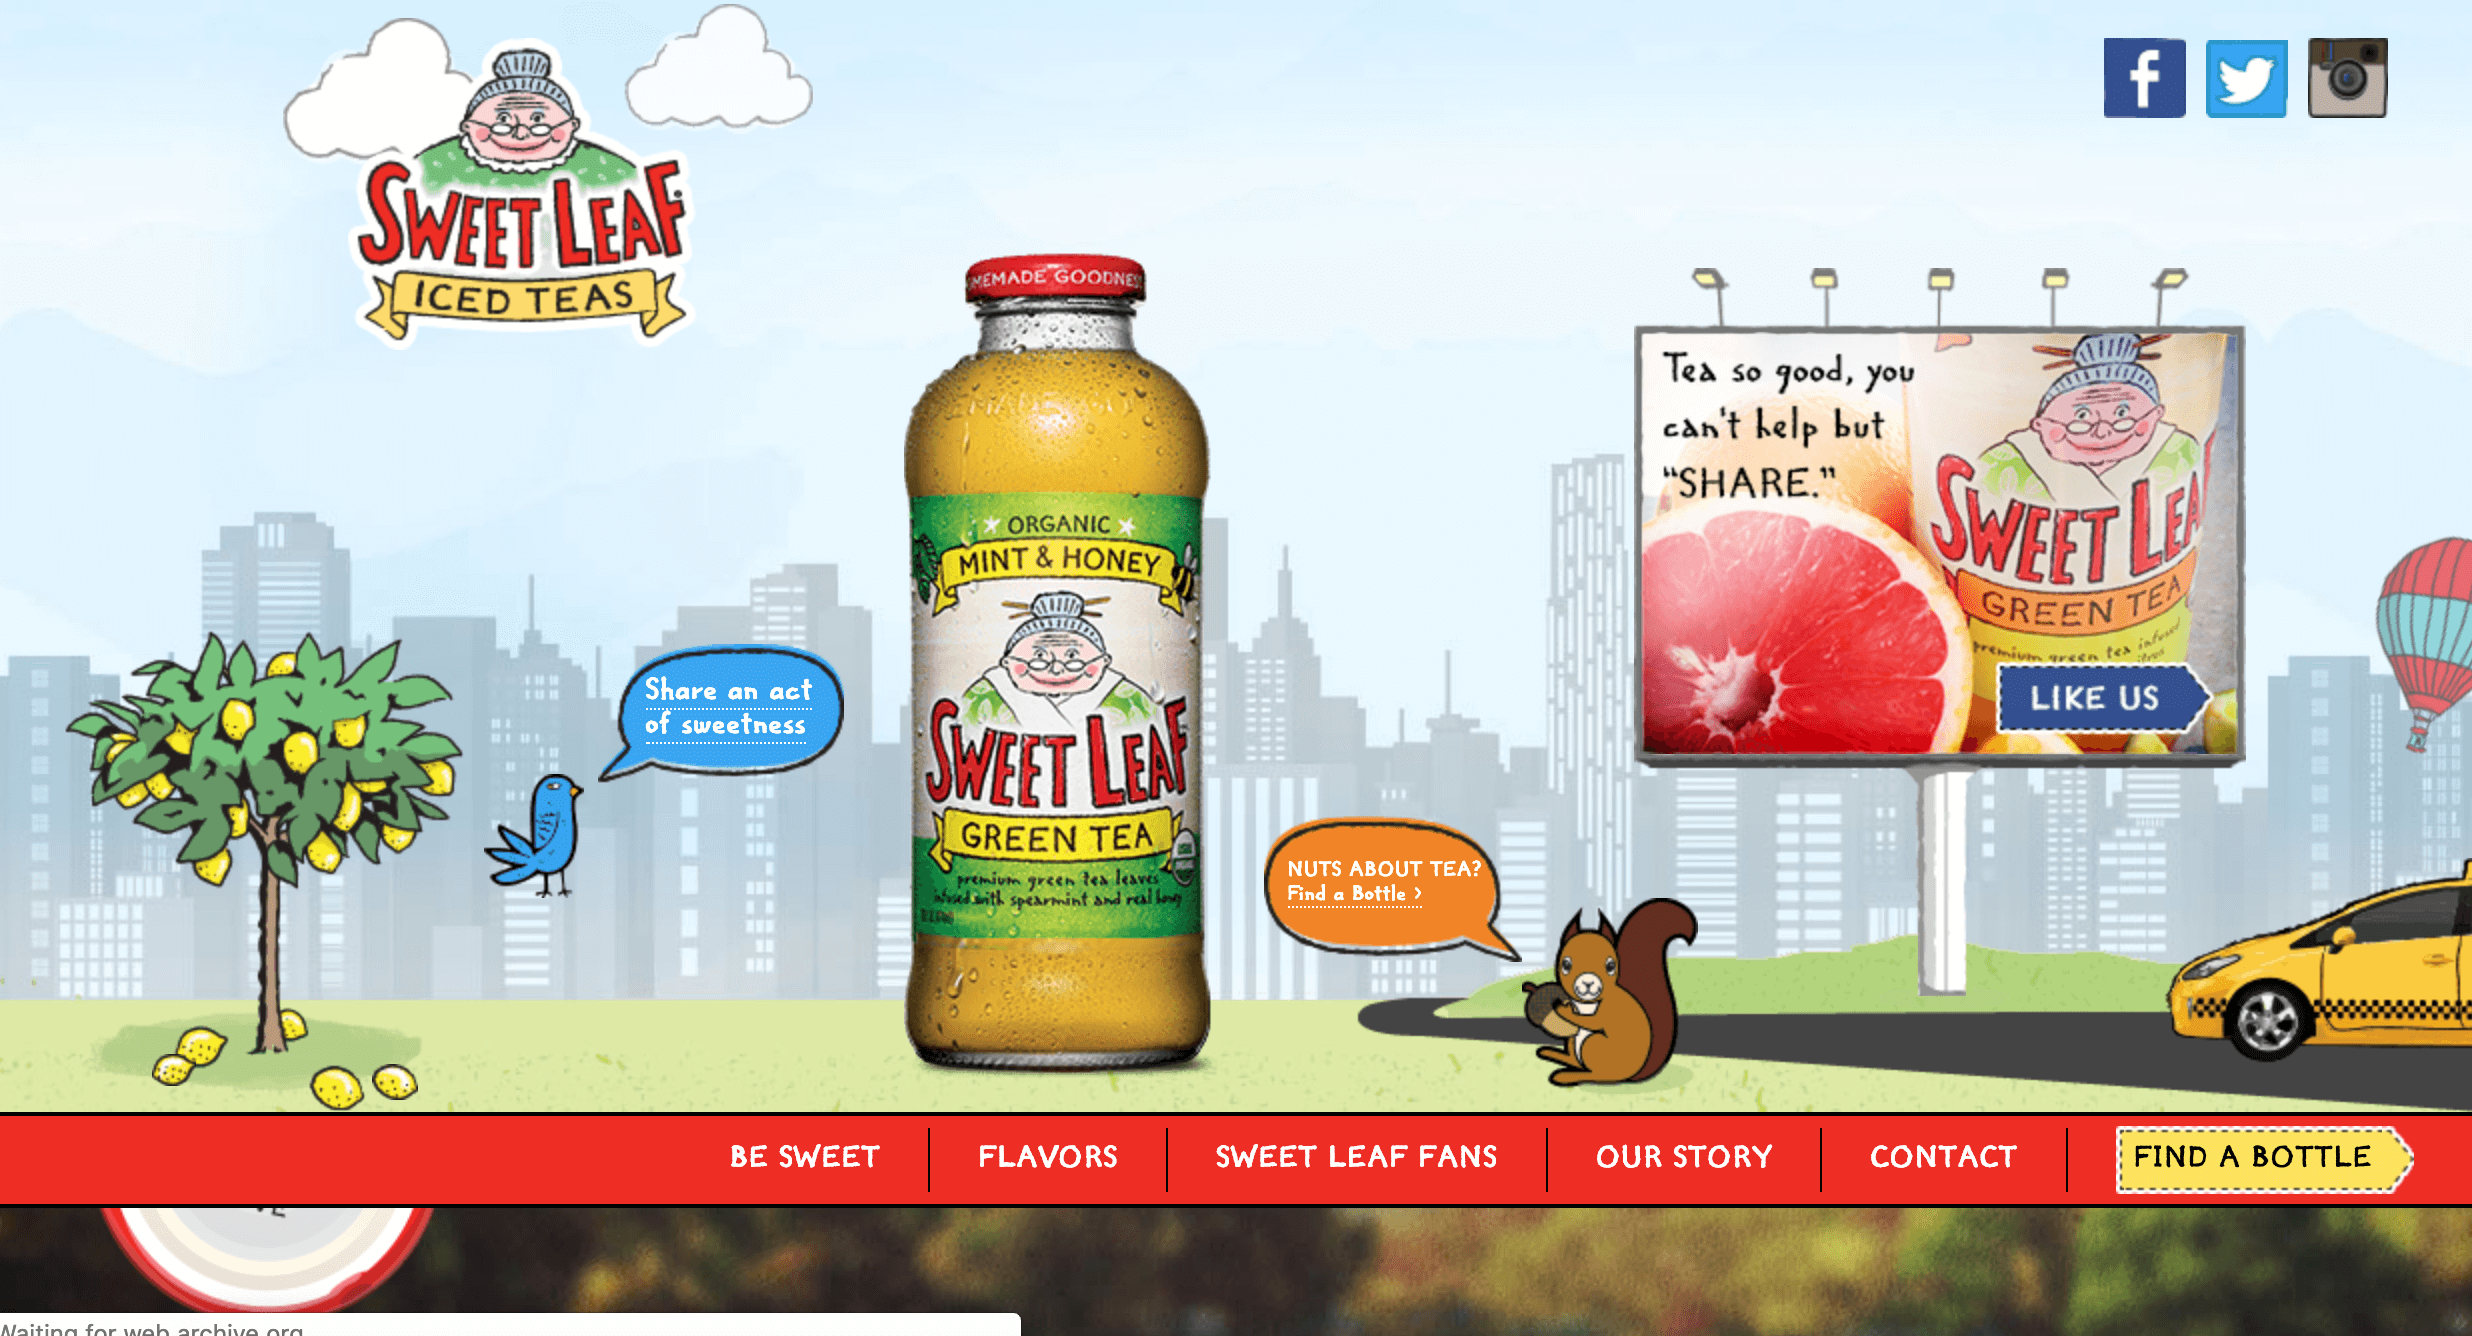 SWEET LEAF
ICED TEAS
MEMADE GOODNES
ORGANIC
MINT & HONEY
SWEET LEAF
GREEN TEA
premium green tea leaves
infused with spearmint and real honey
Share an act
of sweetness
NUTS ABOUT TEA?
Find a Bottle >
Tea so good, you
can't help but
"SHARE."
SWEET LEA
GREEN TEA
premium green tea infused
LIKE US
BE SWEET
FLAVORS
SWEET LEAF FANS
OUR STORY
CONTACT
FIND A BOTTLE
Waiting for web.archive.org